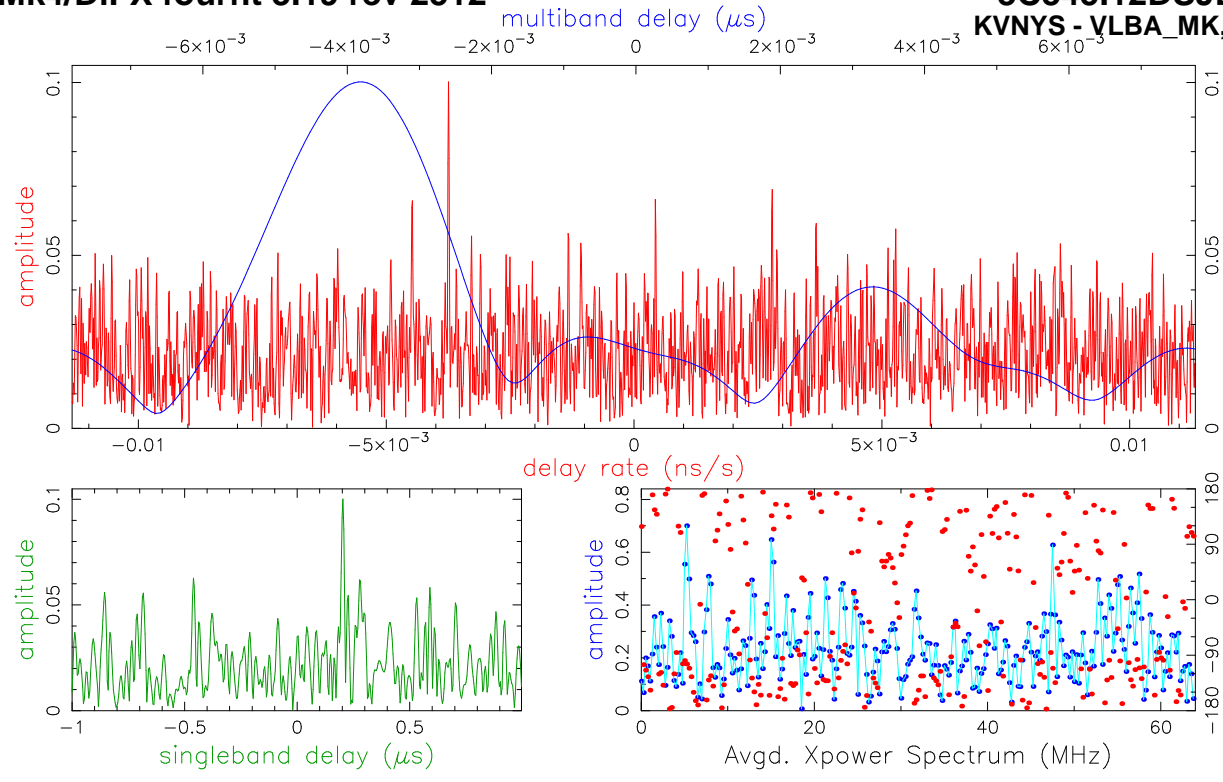 Mk4/DiFX fourfit rev
KVNYS - VLBA_MK,
multiband delay (μs)
−6×10⁻³ −4×10⁻³ −2×10⁻³ 0 2×10⁻³ 4×10⁻³ 6×10⁻³
amplitude
0.1 0.1
0.05 0.05
0 0
−0.01 −5×10⁻³ 0 5×10⁻³ 0.01
delay rate (ns/s)
amplitude
0.1
0.05
0
−1 −0.5 0 0.5
singleband delay (μs)
amplitude
0.8 180
0.6 90
0.4 0
0.2 −90
0 −180
0 20 40 60
Avgd. Xpower Spectrum (MHz)